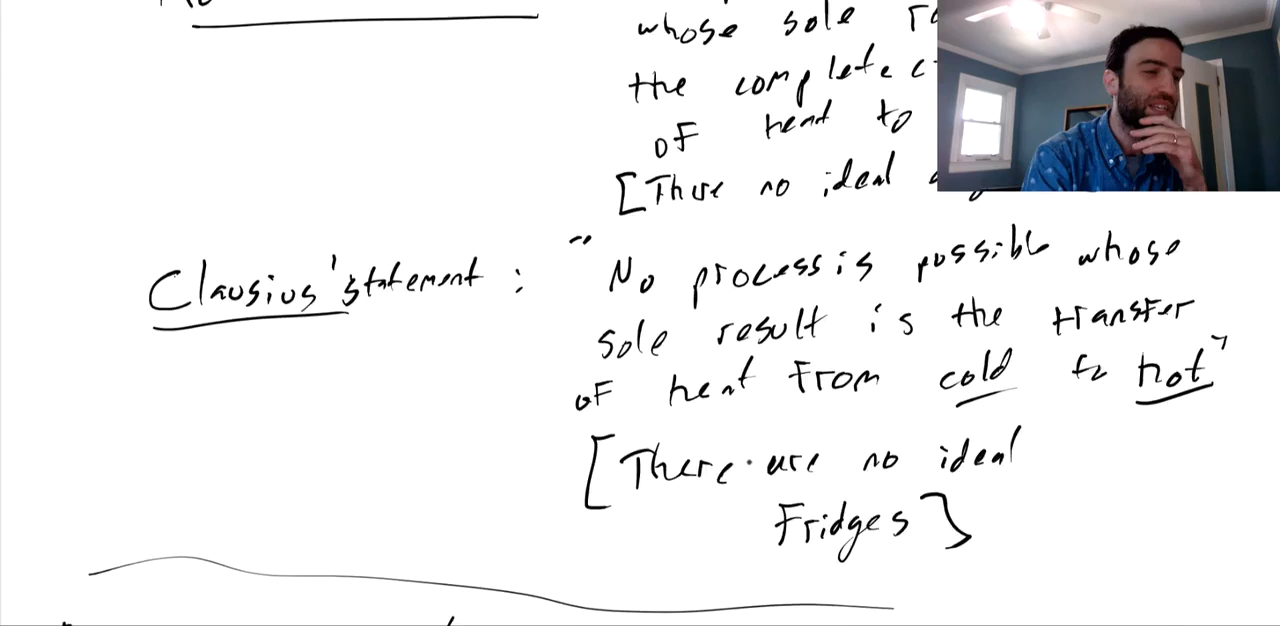 whose sole
the complete
of heat to
[There no ideal
Clausius' statement : "No process is possible whose
sole result is the transfer
of heat from cold to hot"
[There are no ideal
Fridges]